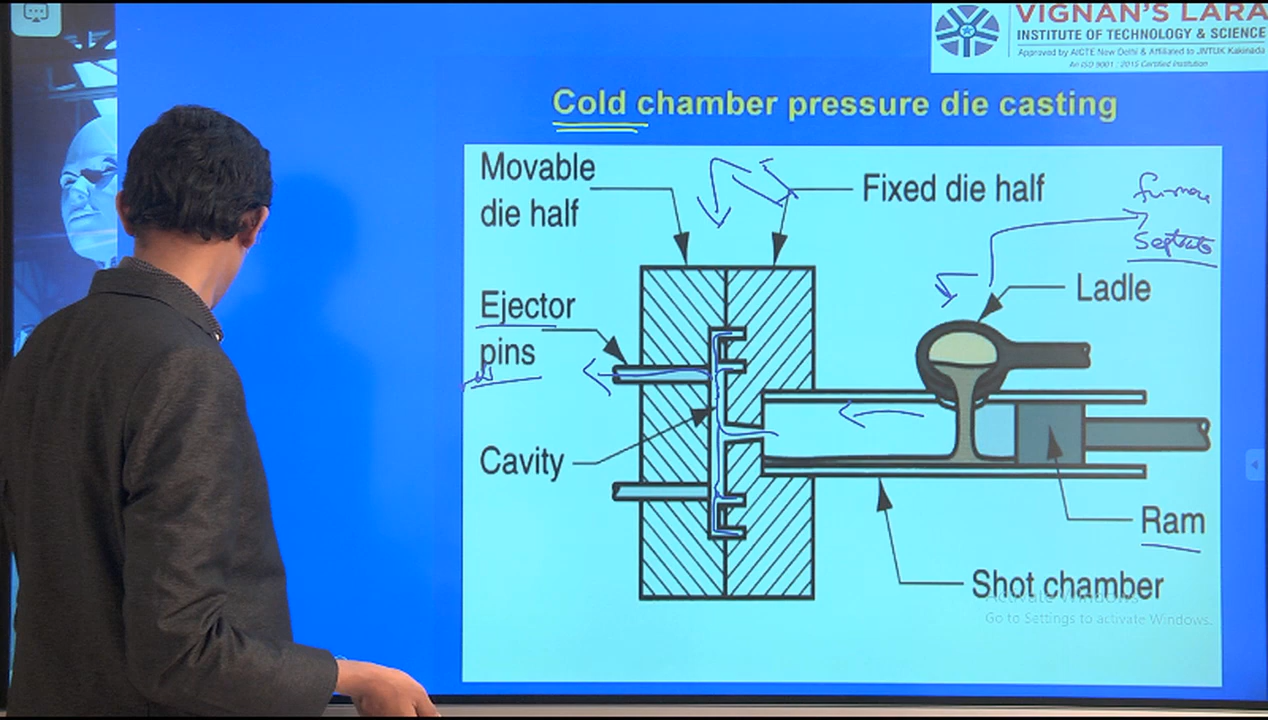 VIGNAN'S LARA
INSTITUTE OF TECHNOLOGY & SCIENCE
Approved by AICTE New Delhi & Affiliated to JNTUK Kakinada
An ISO 9001 : 2015 Certified Institution
Cold chamber pressure die casting
Movable
die half
Fixed die half
furnace
Ladle
Ejector
pins
Cavity
Ram
Shot chamber
Activate Windows
Go to Settings to activate Windows.